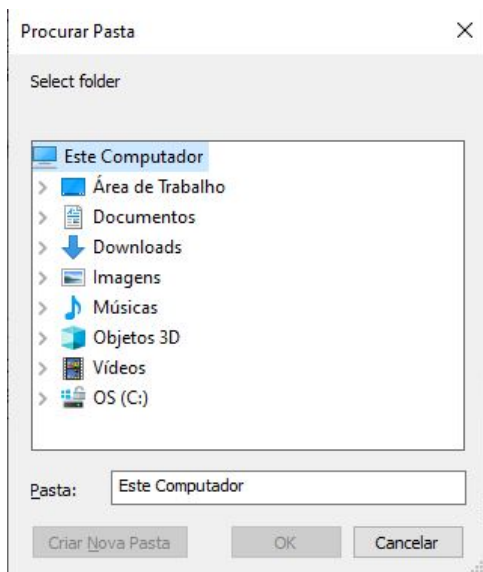 Procurar Pasta
Select folder
Este Computador
Área de Trabalho
Documentos
Downloads
Imagens
Músicas
Objetos 3D
Vídeos
OS (C:)
Pasta: Este Computador
Criar Nova Pasta OK Cancelar